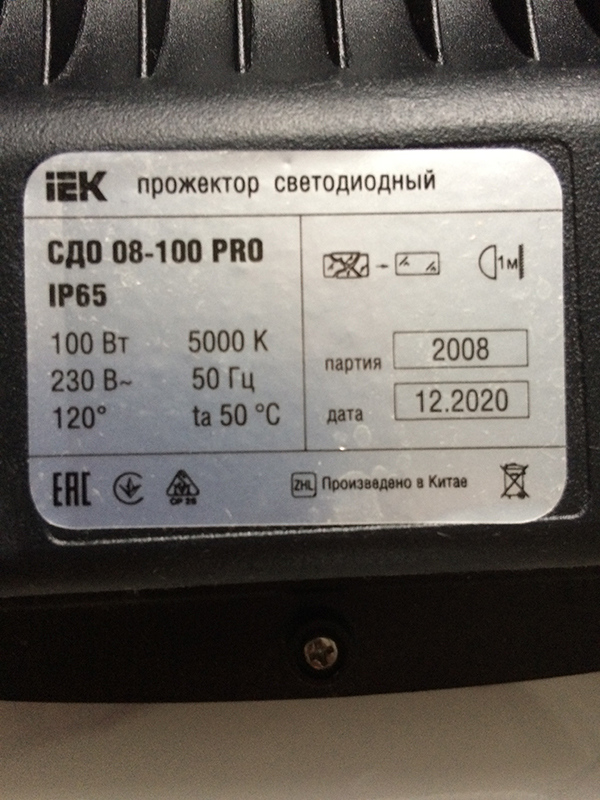 IEK прожектор светодиодный
СДО 08-100 PRO
IP65
100 Вт 5000 К
230 В~ 50 Гц
120° ta 50 °C
1м
партия 2008
дата 12.2020
EAC
ZHL Произведено в Китае